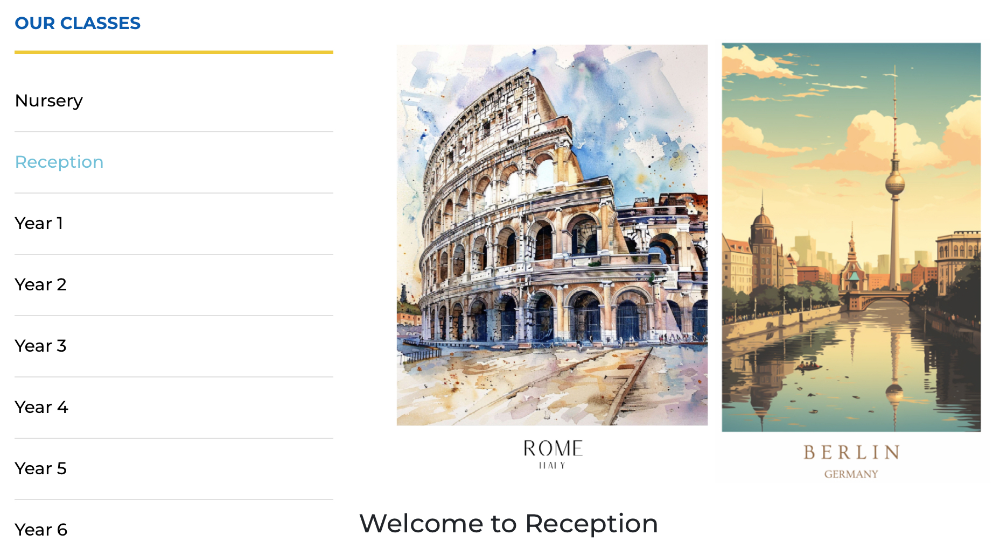 OUR CLASSES
Nursery
Reception
Year 1
Year 2
Year 3
Year 4
Year 5
Year 6
ROME
ITALY
BERLIN
GERMANY
Welcome to Reception